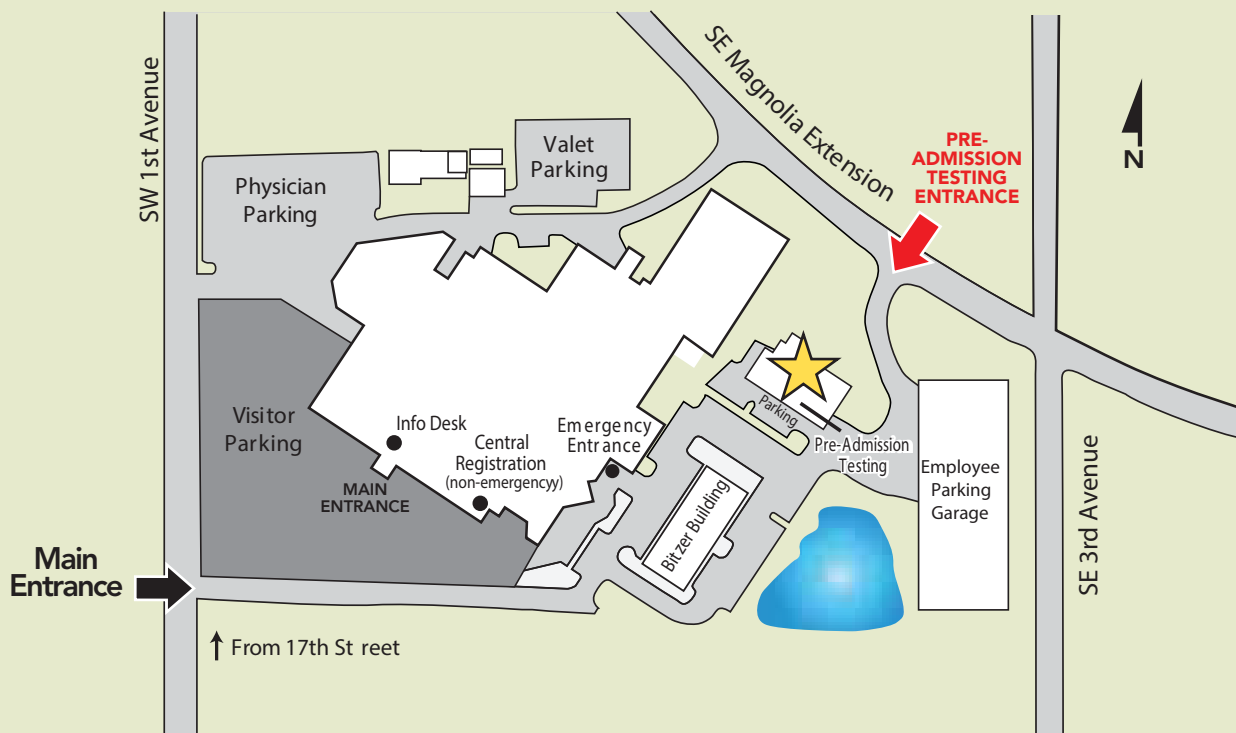 SW 1st Avenue
SE Magnolia Extension
PRE-
ADMISSION
TESTING
ENTRANCE
N
Valet
Parking
Physician
Parking
Visitor
Parking
Info Desk
Central
Registration
(non-emergencyy)
Emergency
Entrance
MAIN
ENTRANCE
Parking
Pre-Admission
Testing
Bitzer Building
Employee
Parking
Garage
SE 3rd Avenue
Main
Entrance
From 17th St reet